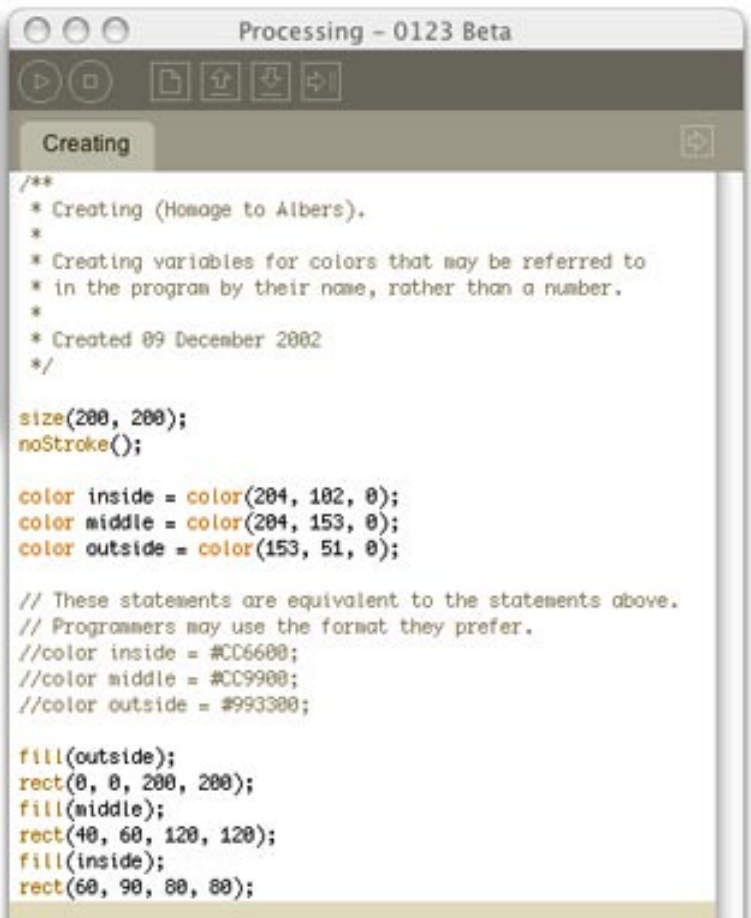 Processing – 0123 Beta
Creating
/**
 * Creating (Homage to Albers).
 *
 * Creating variables for colors that may be referred to
 * in the program by their name, rather than a number.
 *
 * Created 09 December 2002
 */
size(200, 200);
noStroke();
color inside = color(204, 102, 0);
color middle = color(204, 153, 0);
color outside = color(153, 51, 0);
// These statements are equivalent to the statements above.
// Programmers may use the format they prefer.
//color inside = #CC6600;
//color middle = #CC9900;
//color outside = #993300;
fill(outside);
rect(0, 0, 200, 200);
fill(middle);
rect(40, 60, 120, 120);
fill(inside);
rect(60, 90, 80, 80);